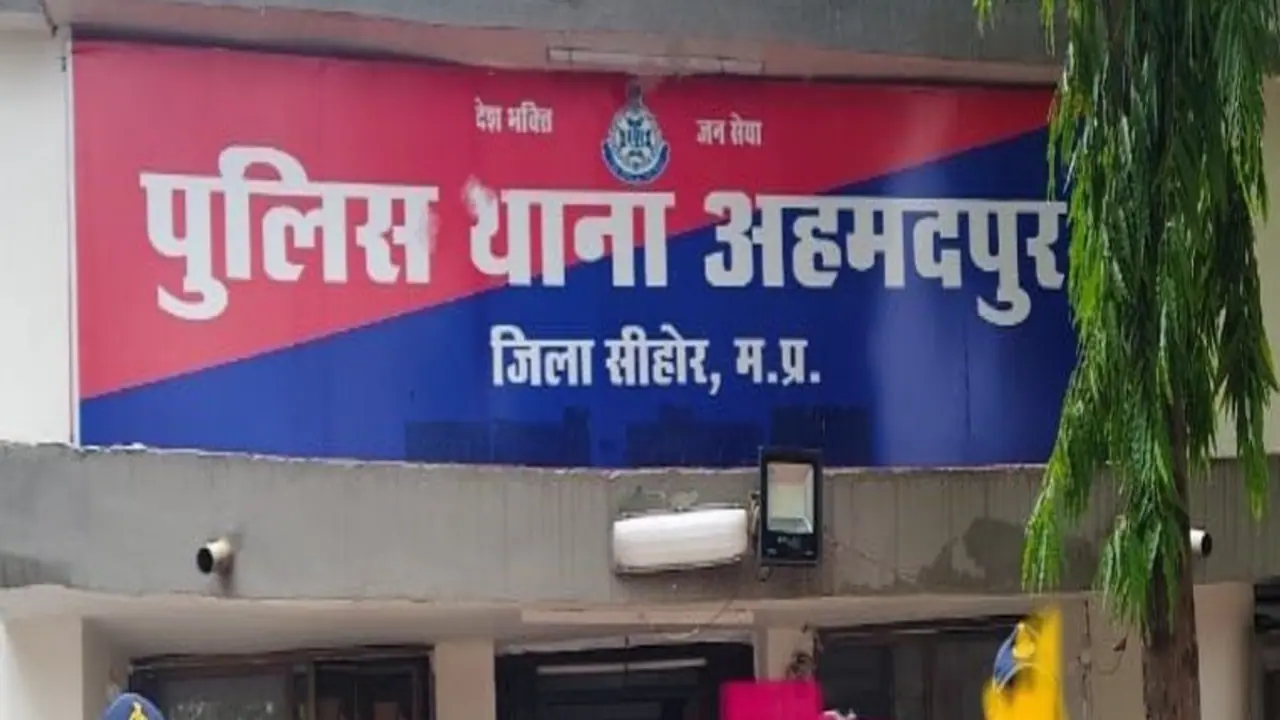 देश भक्ति जन सेवा
पुलिस थाना अहमदपुर
जिला सीहोर, म.प्र.